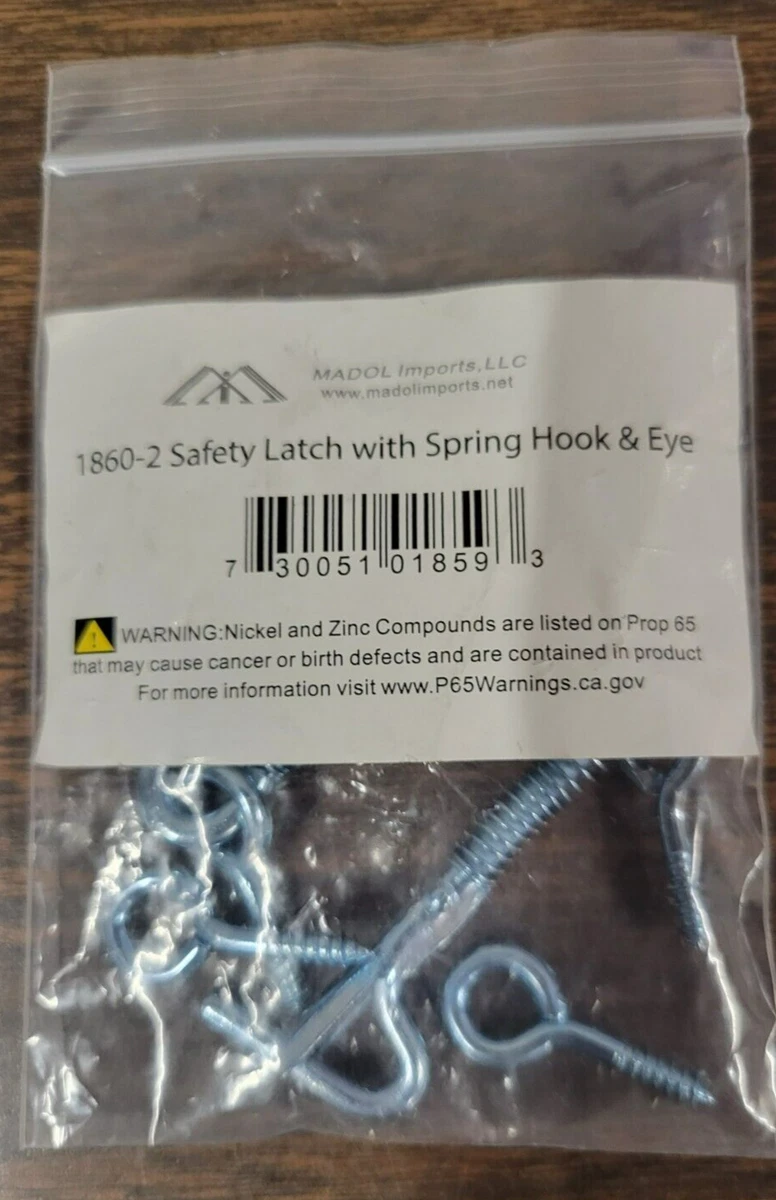 MADOL Imports,LLC
www.madolimports.net
1860-2 Safety Latch with Spring Hook & Eye
7 30051 01859 3
WARNING:Nickel and Zinc Compounds are listed on Prop 65
that may cause cancer or birth defects and are contained in product
For more information visit www.P65Warnings.ca.gov